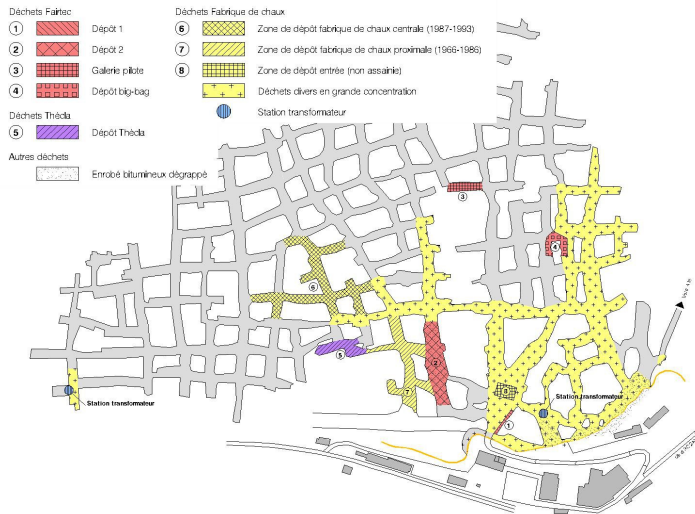 Déchets Fairtec
1 Dépôt 1
2 Dépôt 2
3 Gallerie pilote
4 Dépôt big-bag
Déchets Thédla
5 Dépôt Thédla
Autres déchets
Enrobé bitumineux dégrappé
Déchets Fabrique de chaux
6 Zone de dépôt fabrique de chaux centrale (1987-1993)
7 Zone de dépôt fabrique de chaux proximale (1966-1986)
8 Zone de dépôt entrée (non assainie)
Déchets divers en grande concentration
Station transformateur
3
4
6
5
2
7
8
1
Station transformateur
Station transformateur